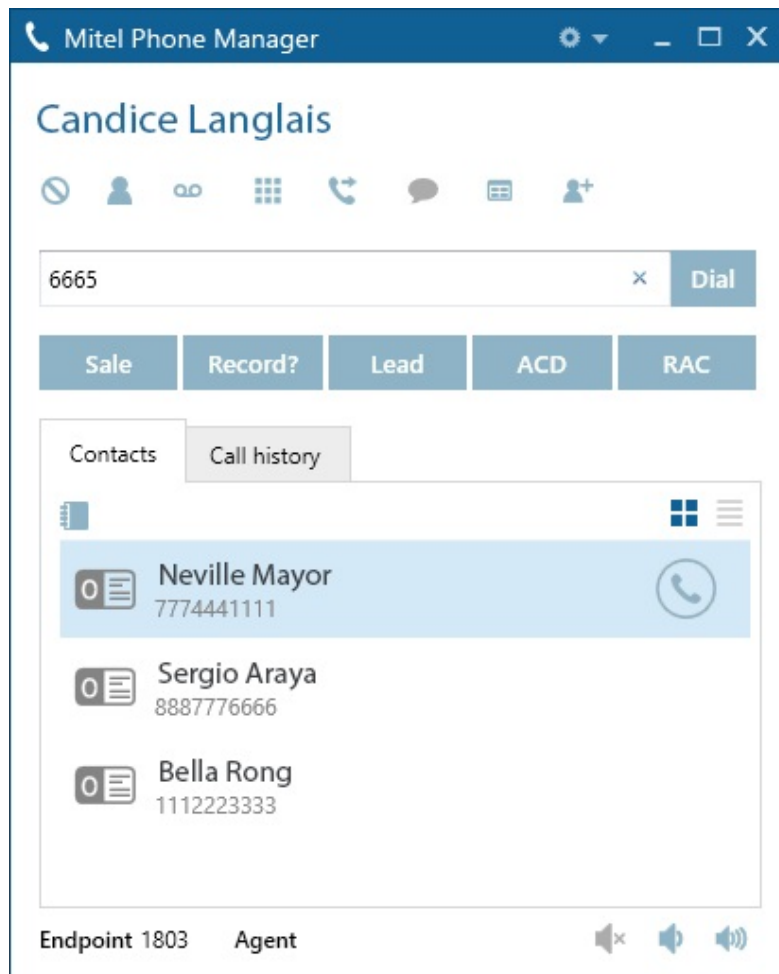 Mitel Phone Manager
Candice Langlais
6665 Dial
Sale Record? Lead ACD RAC
Contacts Call history
O Neville Mayor
7774441111
O Sergio Araya
8887776666
O Bella Rong
1112223333
Endpoint 1803 Agent